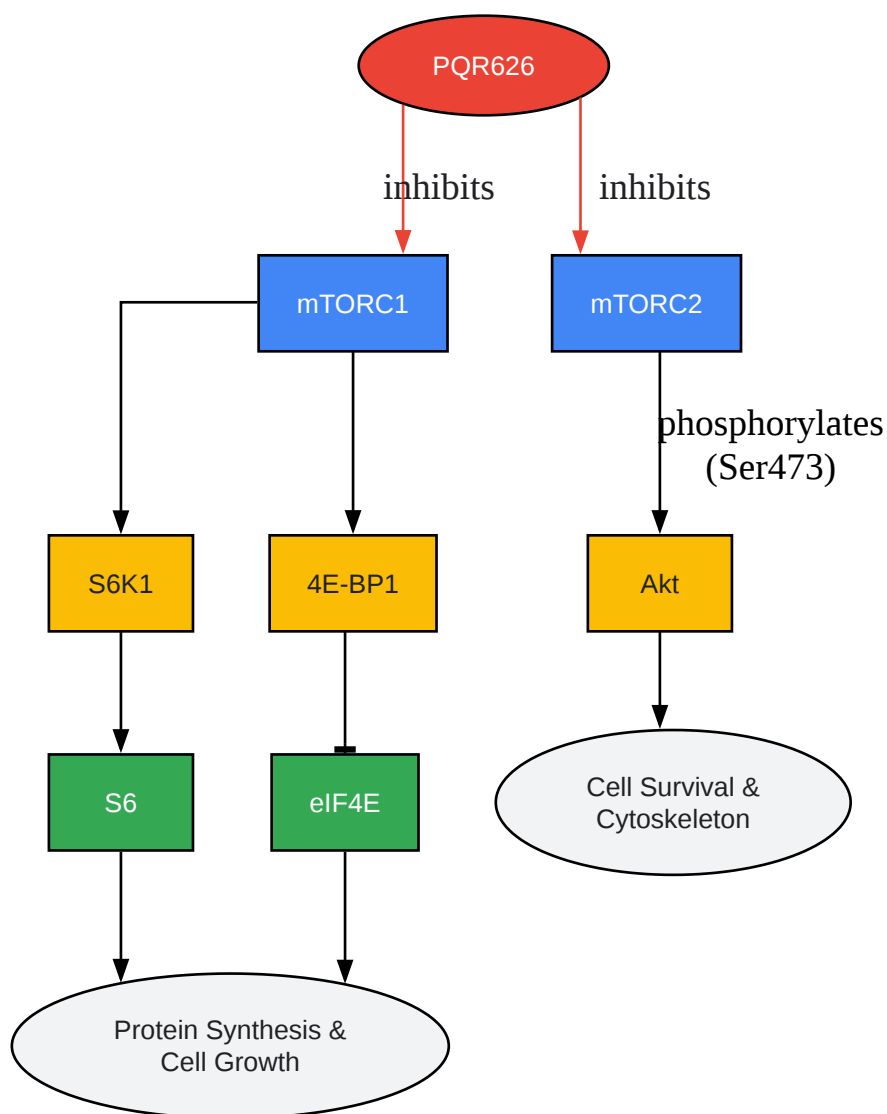 PQR626
inhibits
inhibits
mTORC1
mTORC2
phosphorylates
(Ser473)
S6K1
4E-BP1
Akt
S6
eIF4E
Cell Survival &
Cytoskeleton
Protein Synthesis &
Cell Growth